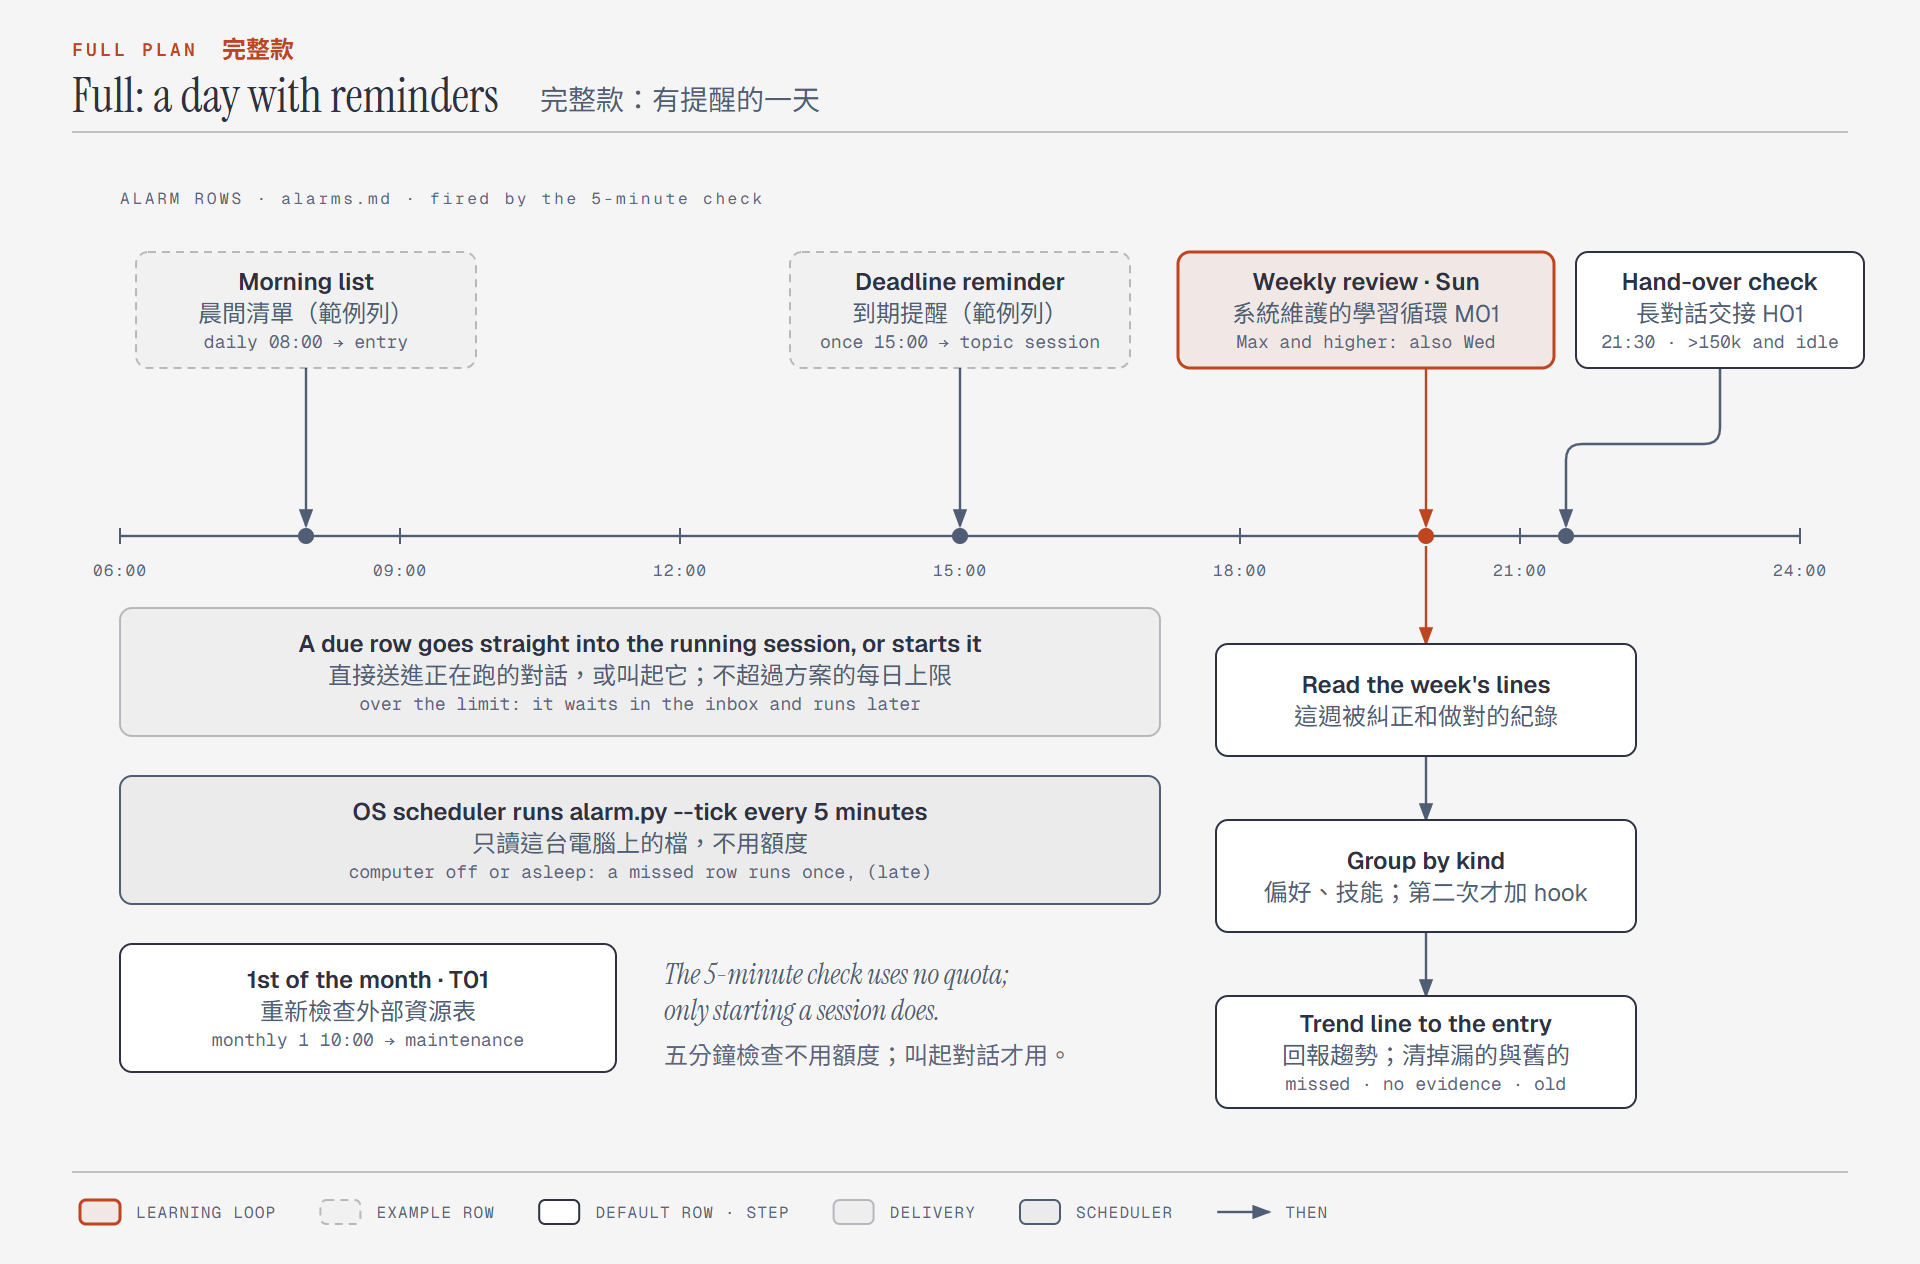 FULL PLAN 完整款
Full: a day with reminders 完整款：有提醒的一天
ALARM ROWS · alarms.md · fired by the 5-minute check
Morning list
晨間清單（範例列）
daily 08:00 → entry
Deadline reminder
到期提醒（範例列）
once 15:00 → topic session
Weekly review · Sun
系統維護的學習循環 M01
Max and higher: also Wed
Hand-over check
長對話交接 H01
21:30 · >150k and idle
06:00 09:00 12:00 15:00 18:00 21:00 24:00
A due row goes straight into the running session, or starts it
直接送進正在跑的對話，或叫起它；不超過方案的每日上限
over the limit: it waits in the inbox and runs later
OS scheduler runs alarm.py --tick every 5 minutes
只讀這台電腦上的檔，不用額度
computer off or asleep: a missed row runs once, (late)
1st of the month · T01
重新檢查外部資源表
monthly 1 10:00 → maintenance
The 5-minute check uses no quota;
only starting a session does.
五分鐘檢查不用額度；叫起對話才用。
Read the week's lines
這週被糾正和做對的紀錄
Group by kind
偏好、技能；第二次才加 hook
Trend line to the entry
回報趨勢；清掉漏的與舊的
missed · no evidence · old
LEARNING LOOP EXAMPLE ROW DEFAULT ROW · STEP DELIVERY SCHEDULER THEN